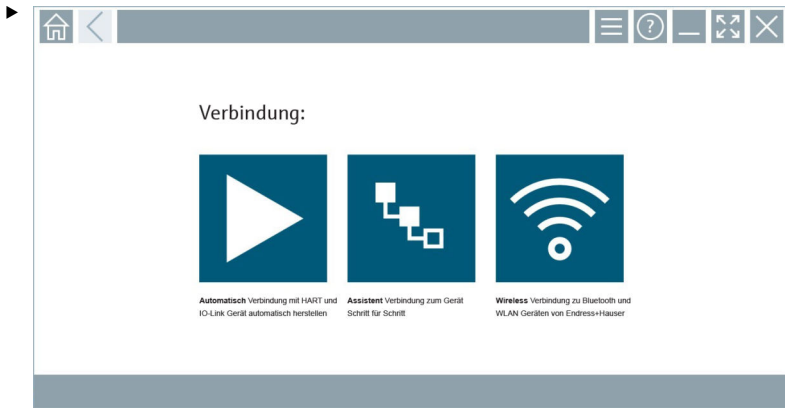 Verbindung:
Automatisch Verbindung mit HART und
IO-Link Gerät automatisch herstellen
Assistent Verbindung zum Gerät
Schritt für Schritt
Wireless Verbindung zu Bluetooth und
WLAN Geräten von Endress+Hauser